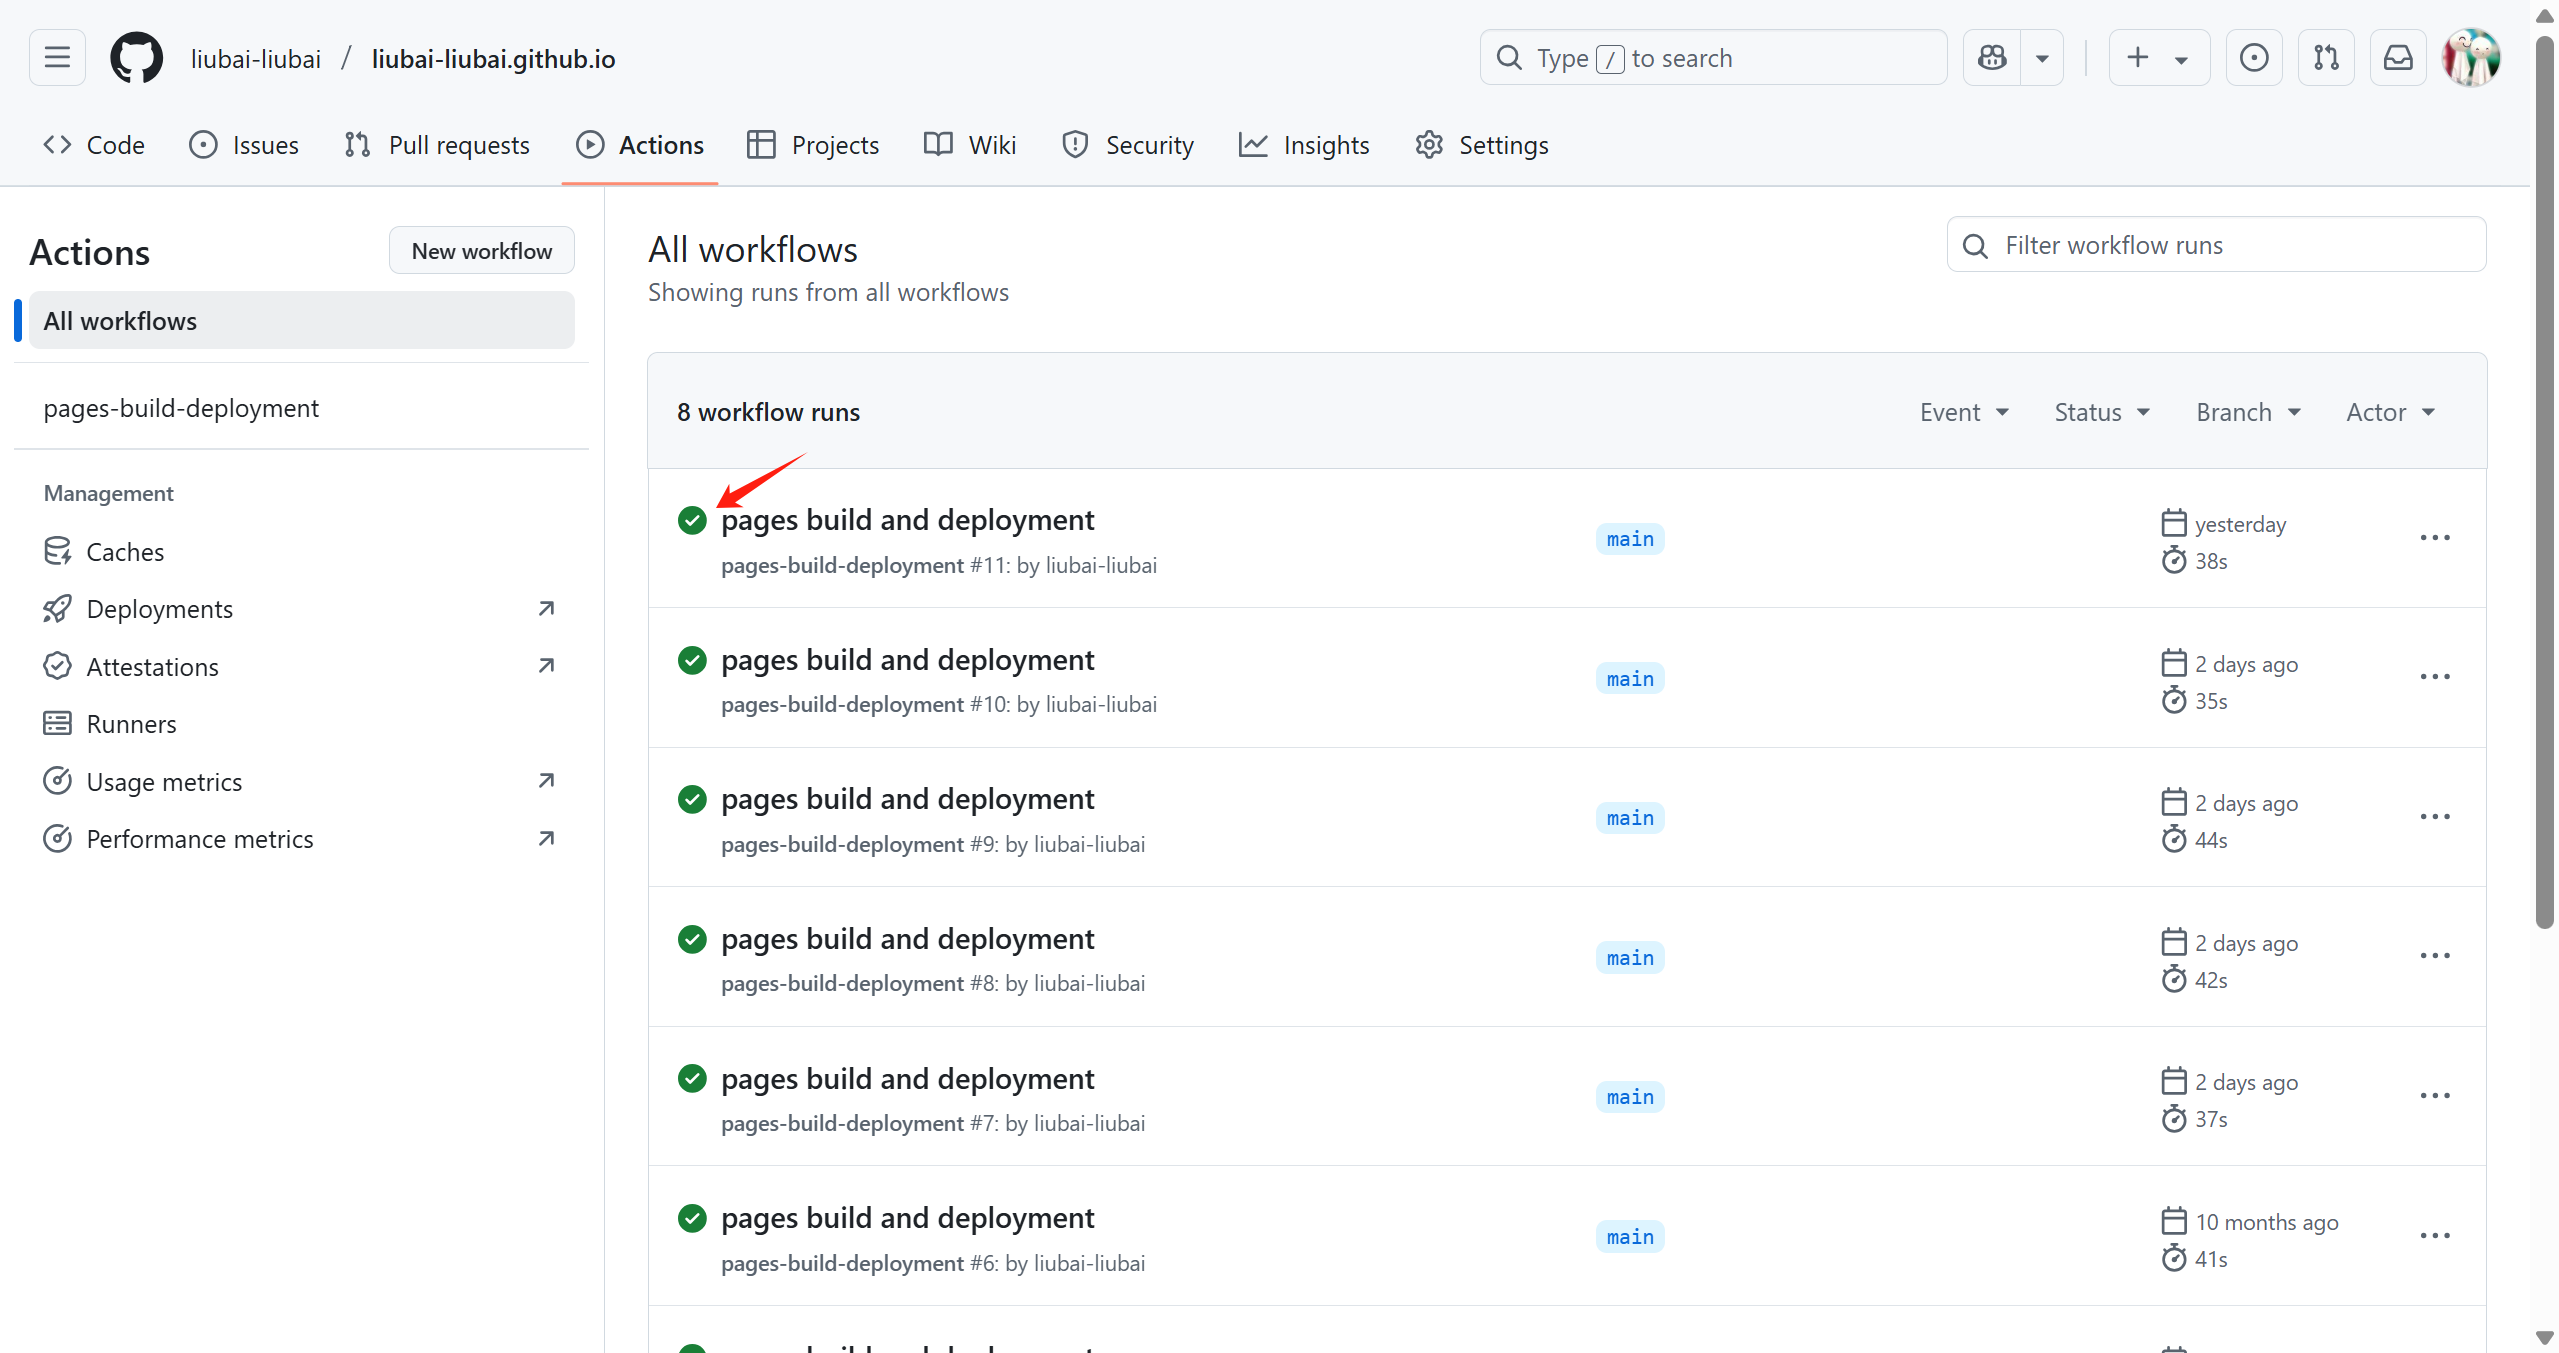 liubai-liubai / liubai-liubai.github.io
Type / to search
Code Issues Pull requests Actions Projects Wiki Security Insights Settings
Actions
New workflow
All workflows
pages-build-deployment
Management
Caches
Deployments
Attestations
Runners
Usage metrics
Performance metrics
All workflows
Showing runs from all workflows
Filter workflow runs
8 workflow runs
Event Status Branch Actor
pages build and deployment
pages-build-deployment #11: by liubai-liubai
main
yesterday
38s
pages build and deployment
pages-build-deployment #10: by liubai-liubai
main
2 days ago
35s
pages build and deployment
pages-build-deployment #9: by liubai-liubai
main
2 days ago
44s
pages build and deployment
pages-build-deployment #8: by liubai-liubai
main
2 days ago
42s
pages build and deployment
pages-build-deployment #7: by liubai-liubai
main
2 days ago
37s
pages build and deployment
pages-build-deployment #6: by liubai-liubai
main
10 months ago
41s